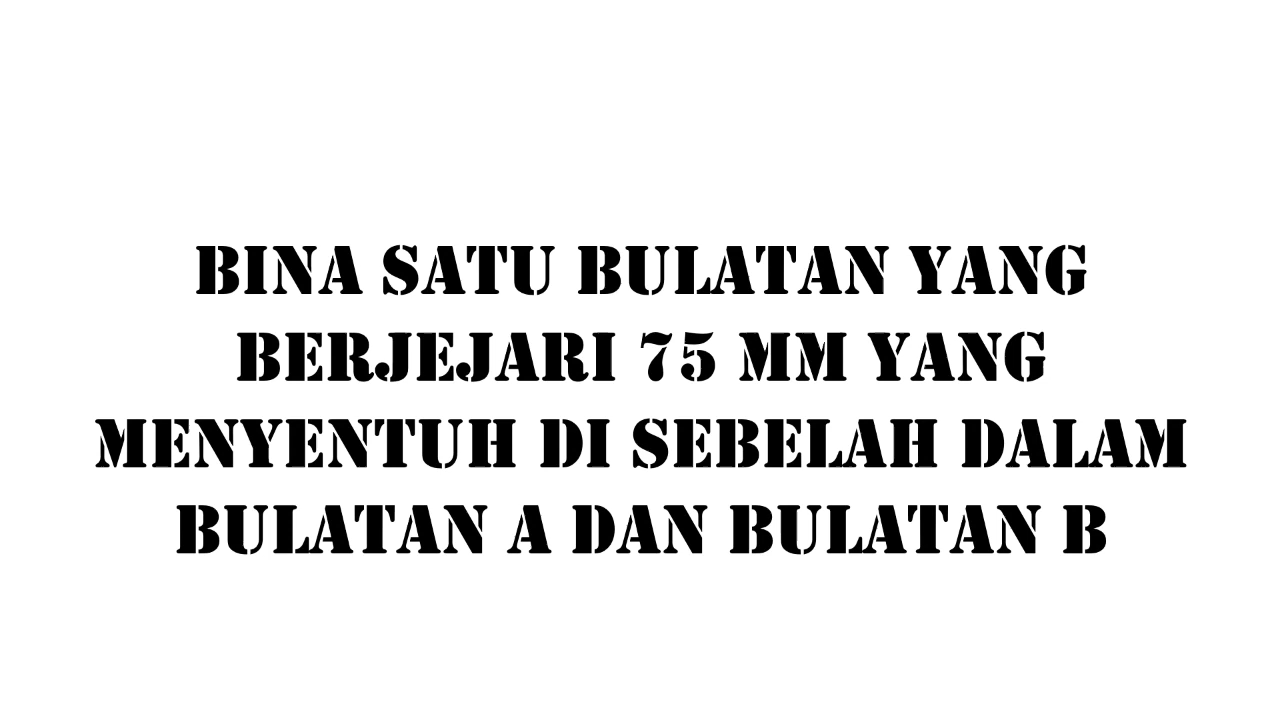 BINA SATU BULATAN YANG
BERJEJARI 75 MM YANG
MENYENTUH DI SEBELAH DALAM
BULATAN A DAN BULATAN B